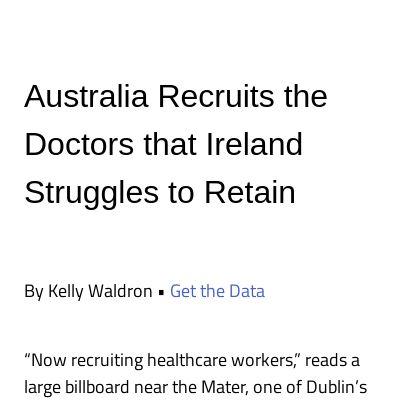 Australia Recruits the
Doctors that Ireland
Struggles to Retain
By Kelly Waldron ▪ Get the Data
“Now recruiting healthcare workers,” reads a
large billboard near the Mater, one of Dublin’s